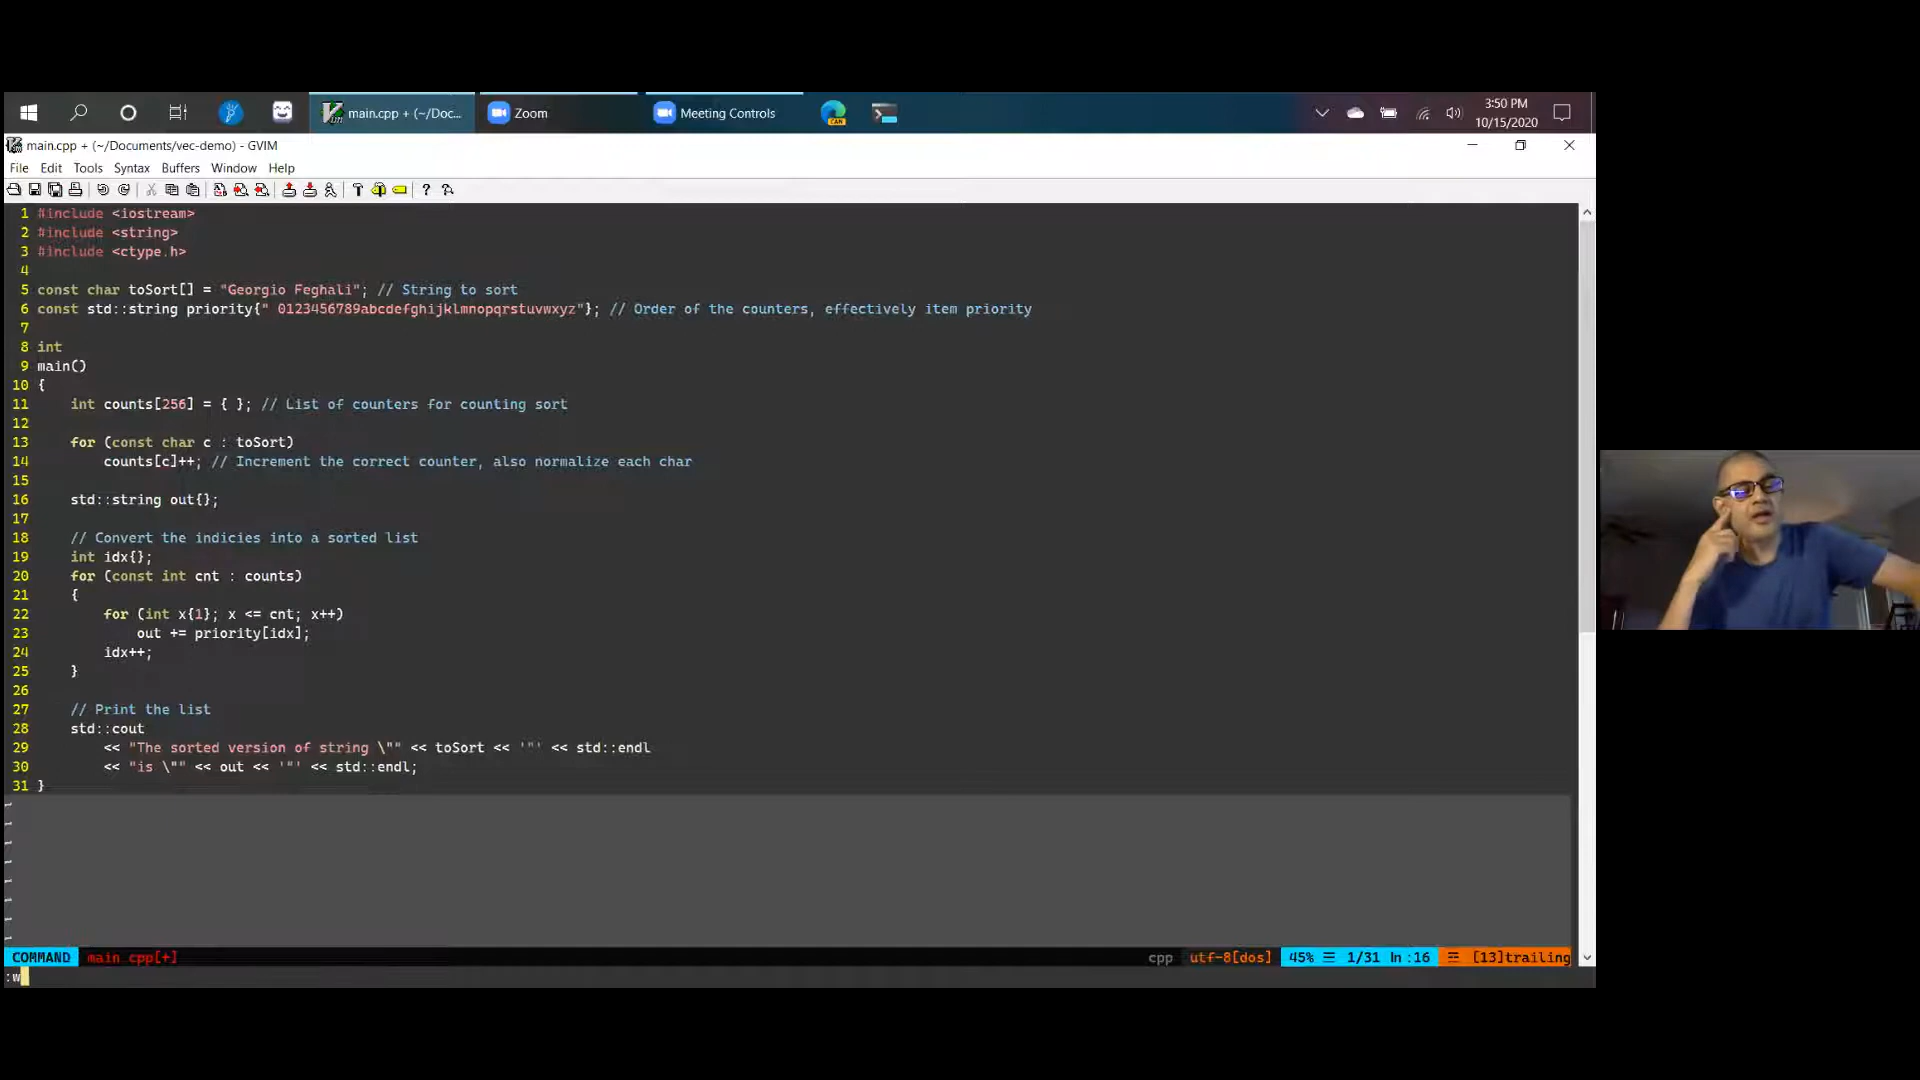 main.cpp + (~/Doc...
Zoom
Meeting Controls
CAN
3:50 PM
10/15/2020
main.cpp + (~/Documents/vec-demo) - GVIM
File Edit Tools Syntax Buffers Window Help
1 #include <iostream>
2 #include <string>
3 #include <ctype.h>
4
5 const char toSort[] = "Georgio Feghali"; // String to sort
6 const std::string priority{" 0123456789abcdefghijklmnopqrstuvwxyz"}; // Order of the counters, effectively item priority
7
8 int
9 main()
10 {
11     int counts[256] = { }; // List of counters for counting sort
12
13     for (const char c : toSort)
14         counts[c]++; // Increment the correct counter, also normalize each char
15
16     std::string out{};
17
18     // Convert the indicies into a sorted list
19     int idx{};
20     for (const int cnt : counts)
21     {
22         for (int x{1}; x <= cnt; x++)
23             out += priority[idx];
24         idx++;
25     }
26
27     // Print the list
28     std::cout
29         << "The sorted version of string \"" << toSort << '"' << std::endl
30         << "is \"" << out << '"' << std::endl;
31 }
~
~
~
~
~
~
~
~
COMMAND main.cpp[+] cpp utf-8[dos] 45% ☰ 1/31 ln :16 ☲ [13]trailing
:w